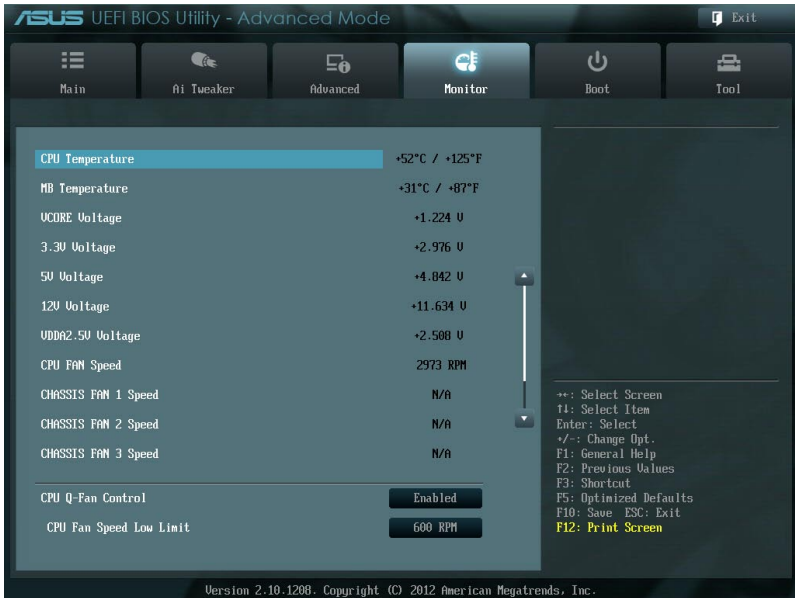 ASUS UEFI BIOS Utility - Advanced Mode
Exit
Main
Ai Tweaker
Advanced
Monitor
Boot
Tool
CPU Temperature +52°C / +125°F
MB Temperature +31°C / +87°F
VCORE Voltage +1.224 V
3.3V Voltage +2.976 V
5V Voltage +4.842 V
12V Voltage +11.634 V
VDDA2.5V Voltage +2.508 V
CPU FAN Speed 2973 RPM
CHASSIS FAN 1 Speed N/A
CHASSIS FAN 2 Speed N/A
CHASSIS FAN 3 Speed N/A
CPU Q-Fan Control Enabled
CPU Fan Speed Low Limit 600 RPM
→←: Select Screen
↑↓: Select Item
Enter: Select
+/-: Change Opt.
F1: General Help
F2: Previous Values
F3: Shortcut
F5: Optimized Defaults
F10: Save ESC: Exit
F12: Print Screen
Version 2.10.1208. Copyright (C) 2012 American Megatrends, Inc.